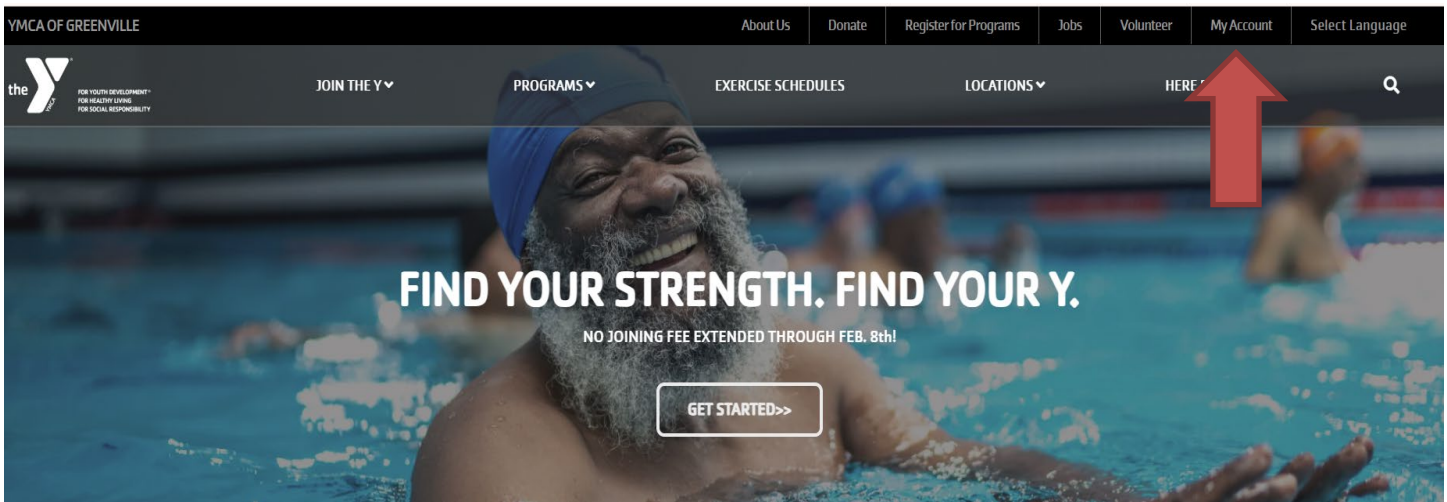 YMCA OF GREENVILLE
About Us
Donate
Register for Programs
Jobs
Volunteer
My Account
Select Language
the Y
YMCA
FOR YOUTH DEVELOPMENT®
FOR HEALTHY LIVING
FOR SOCIAL RESPONSIBILITY
JOIN THE Y
PROGRAMS
EXERCISE SCHEDULES
LOCATIONS
HERE
FIND YOUR STRENGTH. FIND YOUR Y.
NO JOINING FEE EXTENDED THROUGH FEB. 8th!
GET STARTED>>